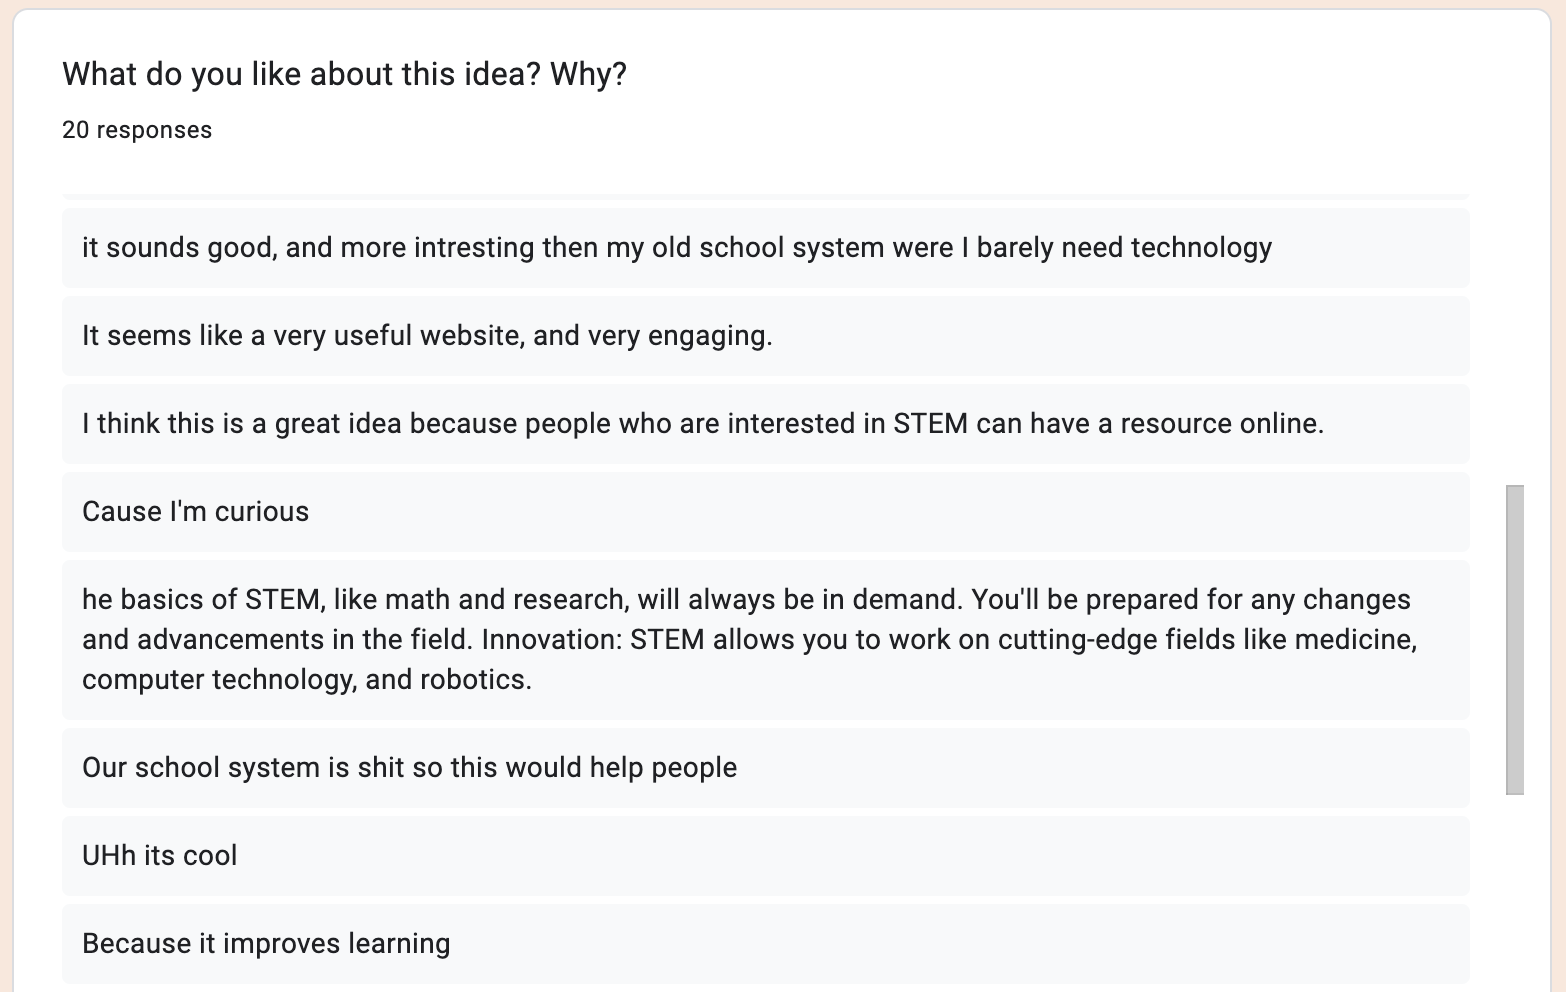 What do you like about this idea? Why?
20 responses
it sounds good, and more intresting then my old school system were I barely need technology
It seems like a very useful website, and very engaging.
I think this is a great idea because people who are interested in STEM can have a resource online.
Cause I'm curious
he basics of STEM, like math and research, will always be in demand. You'll be prepared for any changes
and advancements in the field. Innovation: STEM allows you to work on cutting-edge fields like medicine,
computer technology, and robotics.
Our school system is shit so this would help people
UHh its cool
Because it improves learning